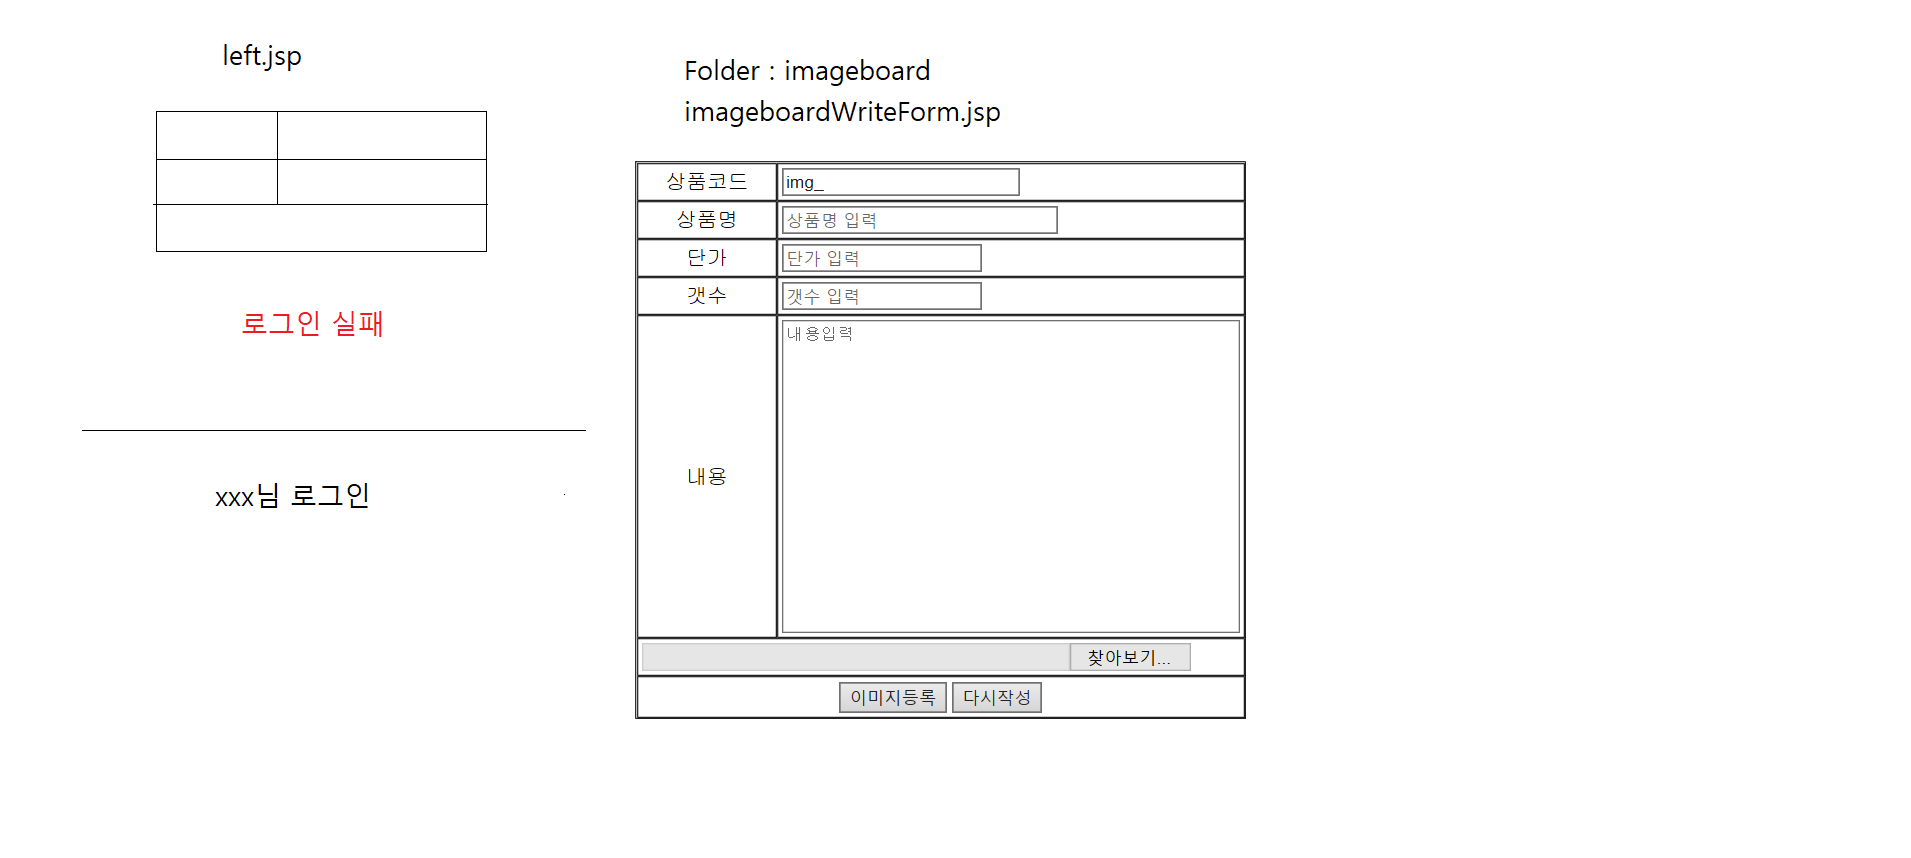 left.jsp
로그인 실패
xxx님 로그인
Folder : imageboard
imageboardWriteForm.jsp
상품코드 img_
상품명 상품명 입력
단가 단가 입력
갯수 갯수 입력
내용입력
내용
찾아보기...
이미지등록 다시작성